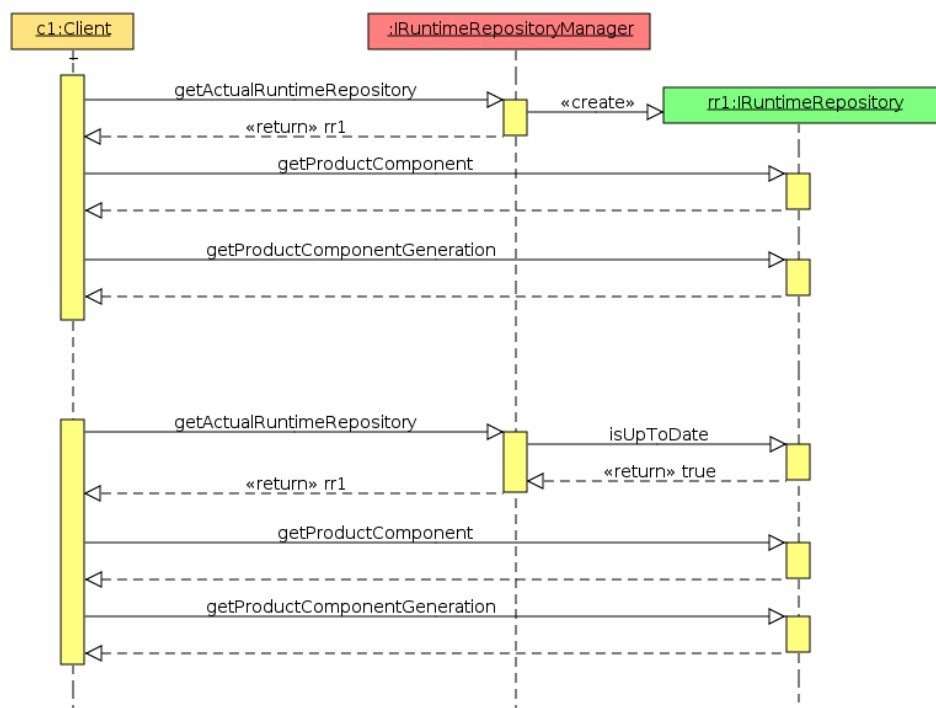 c1:Client
:IRuntimeRepositoryManager
getActualRuntimeRepository
«create»
rr1:IRuntimeRepository
«return» rr1
getProductComponent
getProductComponentGeneration
getActualRuntimeRepository
isUpToDate
«return» true
«return» rr1
getProductComponent
getProductComponentGeneration